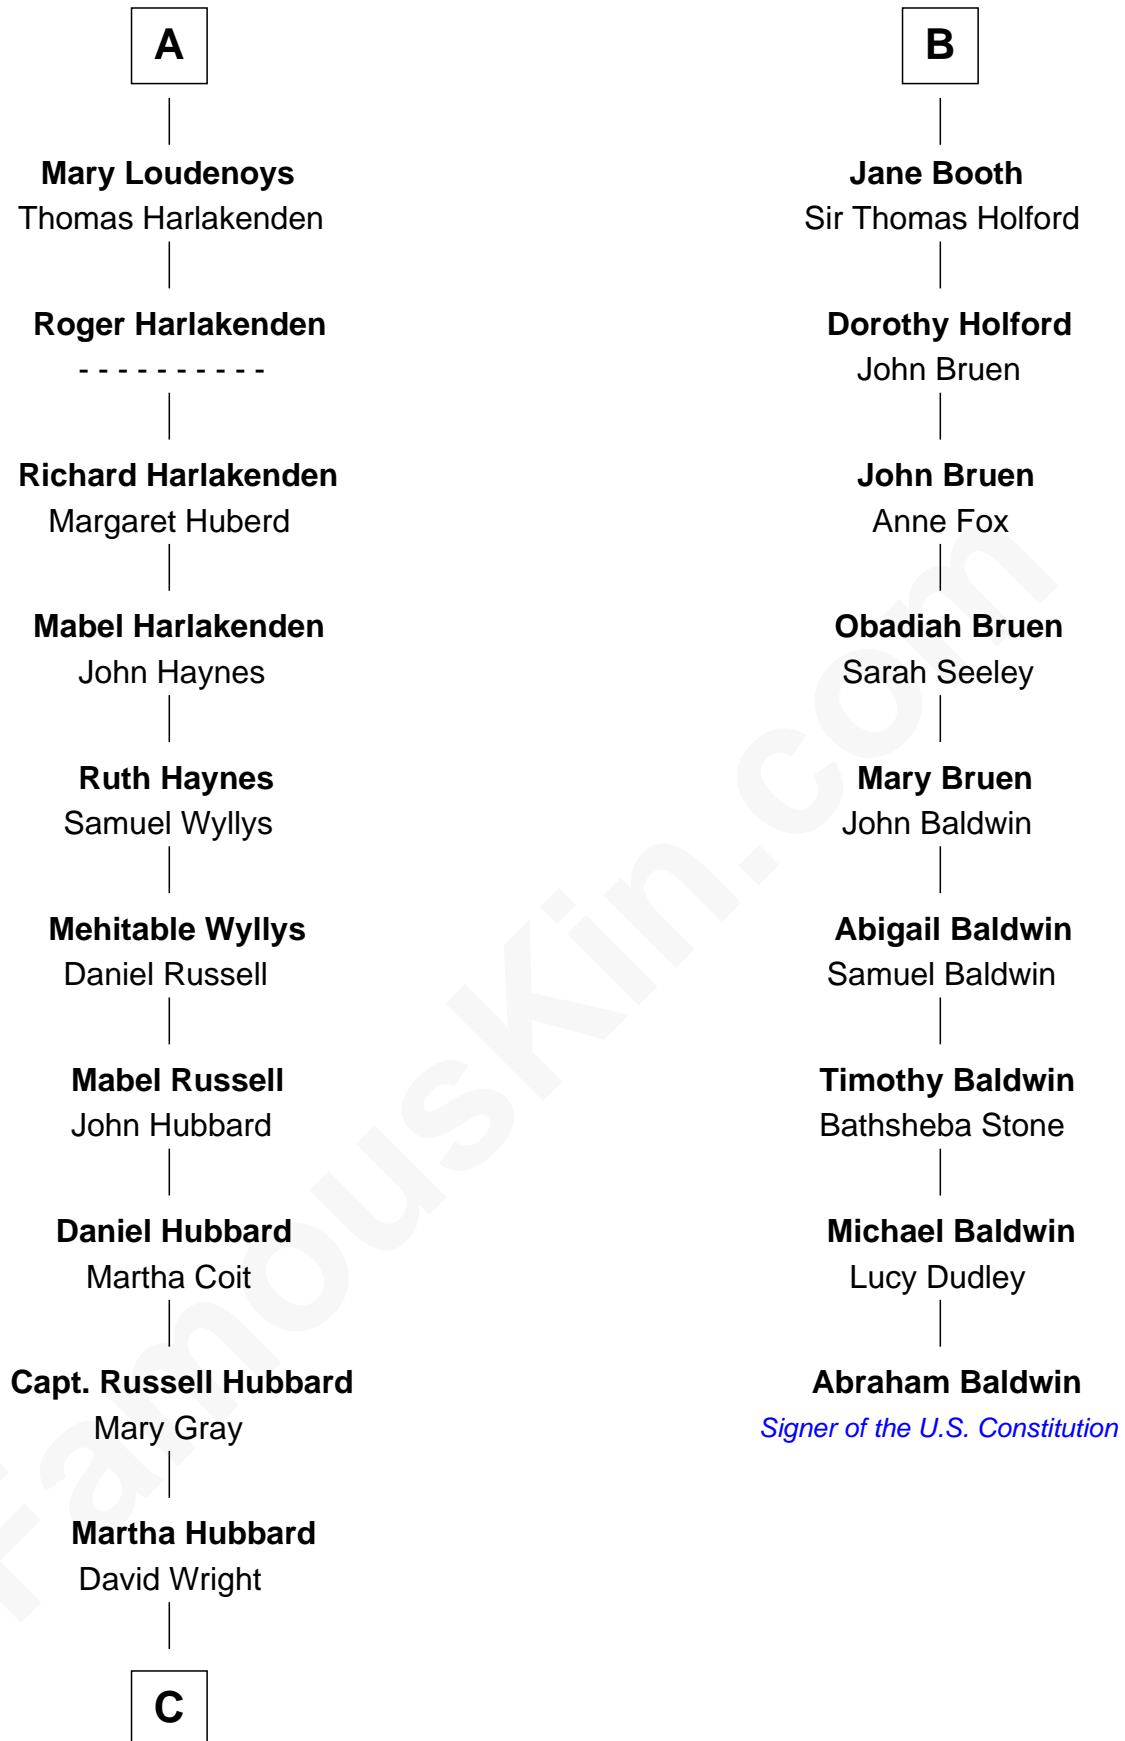 A
Mary Loudenoys
Thomas Harlakenden
Roger Harlakenden
- - - - - - - - - -
Richard Harlakenden
Margaret Huberd
Mabel Harlakenden
John Haynes
Ruth Haynes
Samuel Wyllys
Mehitable Wyllys
Daniel Russell
Mabel Russell
John Hubbard
Daniel Hubbard
Martha Coit
Capt. Russell Hubbard
Mary Gray
Martha Hubbard
David Wright
C
B
Jane Booth
Sir Thomas Holford
Dorothy Holford
John Bruen
John Bruen
Anne Fox
Obadiah Bruen
Sarah Seeley
Mary Bruen
John Baldwin
Abigail Baldwin
Samuel Baldwin
Timothy Baldwin
Bathsheba Stone
Michael Baldwin
Lucy Dudley
Abraham Baldwin
Signer of the U.S. Constitution
FamousKin.com